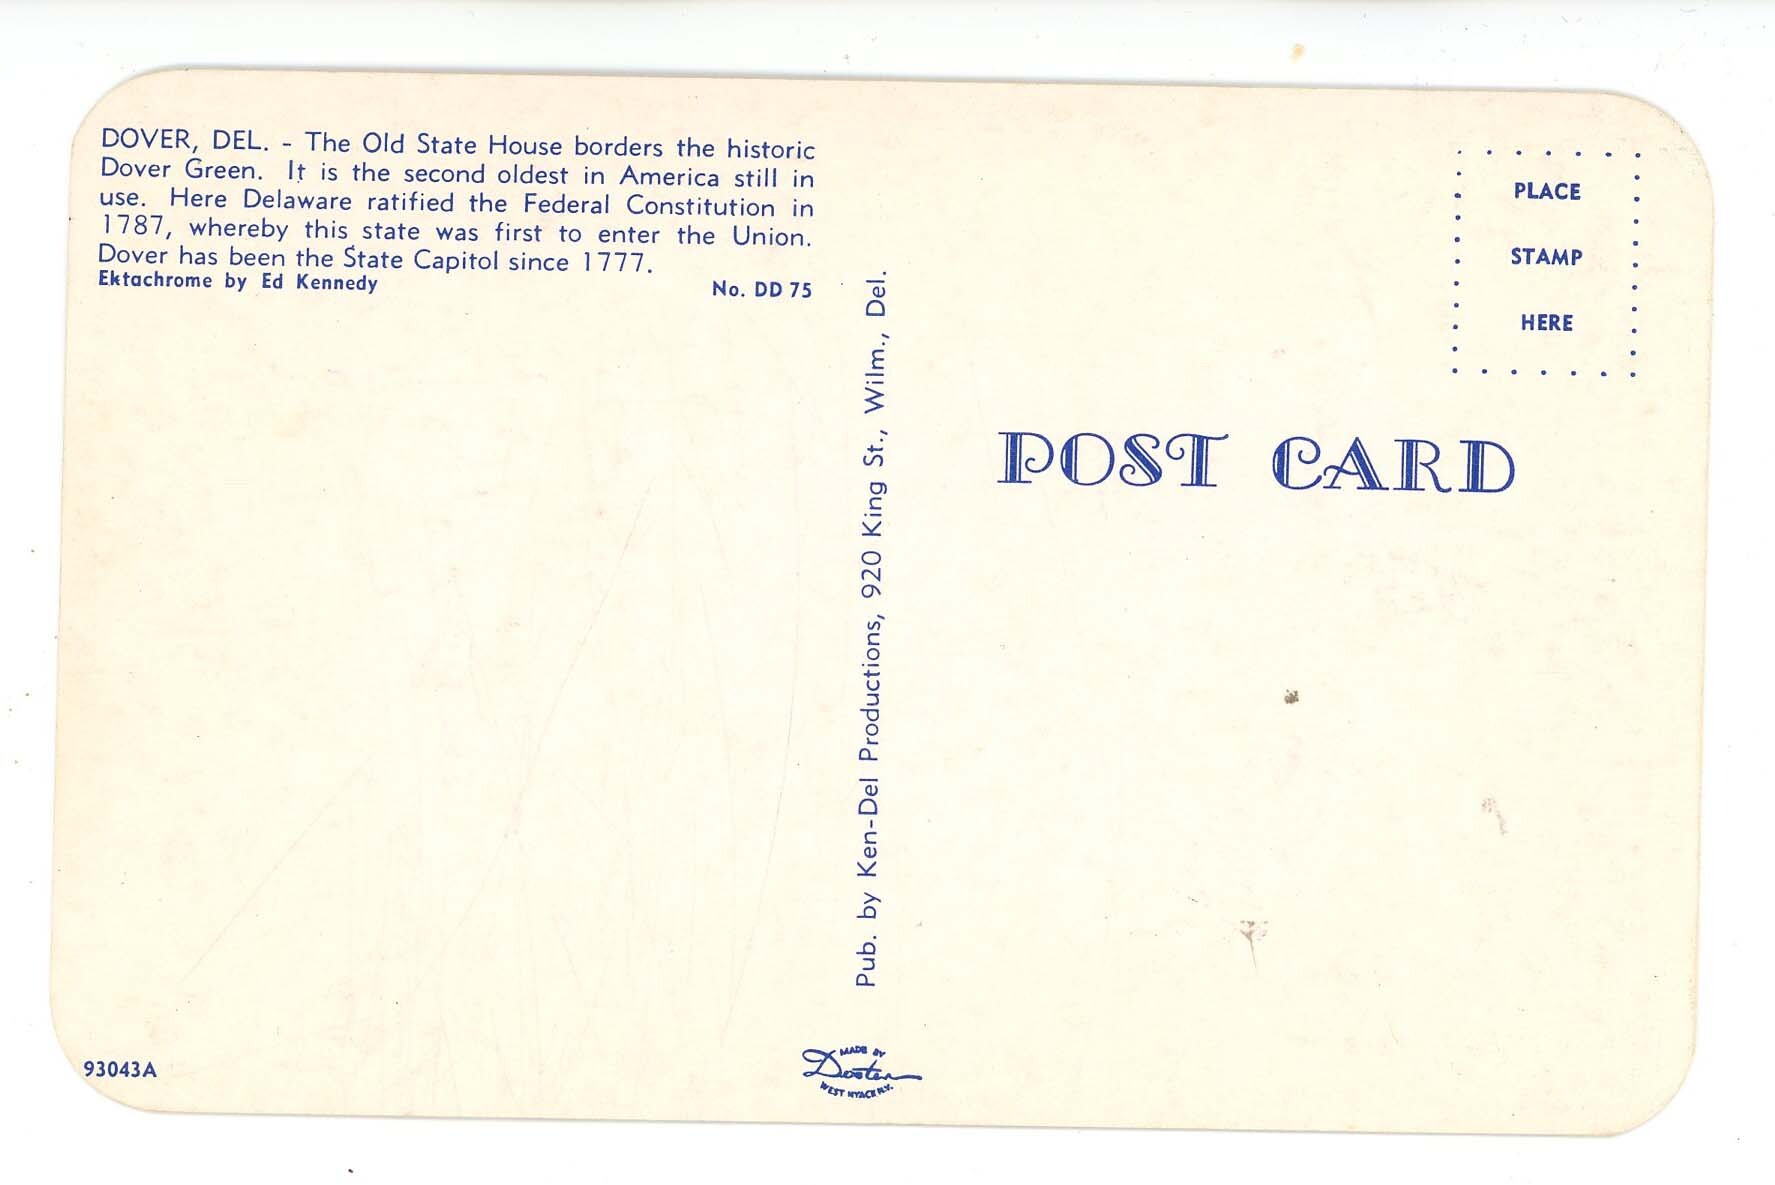 DOVER, DEL. - The Old State House borders the historic
Dover Green. It is the second oldest in America still in
use. Here Delaware ratified the Federal Constitution in
1787, whereby this state was first to enter the Union.
Dover has been the State Capitol since 1777.
Ektachrome by Ed Kennedy No. DD 75
Pub. by Ken-Del Productions, 920 King St., Wilm., Del.
PLACE
STAMP
HERE
POST CARD
93043A
MADE BY
Dexter
WEST NYACK N.Y.